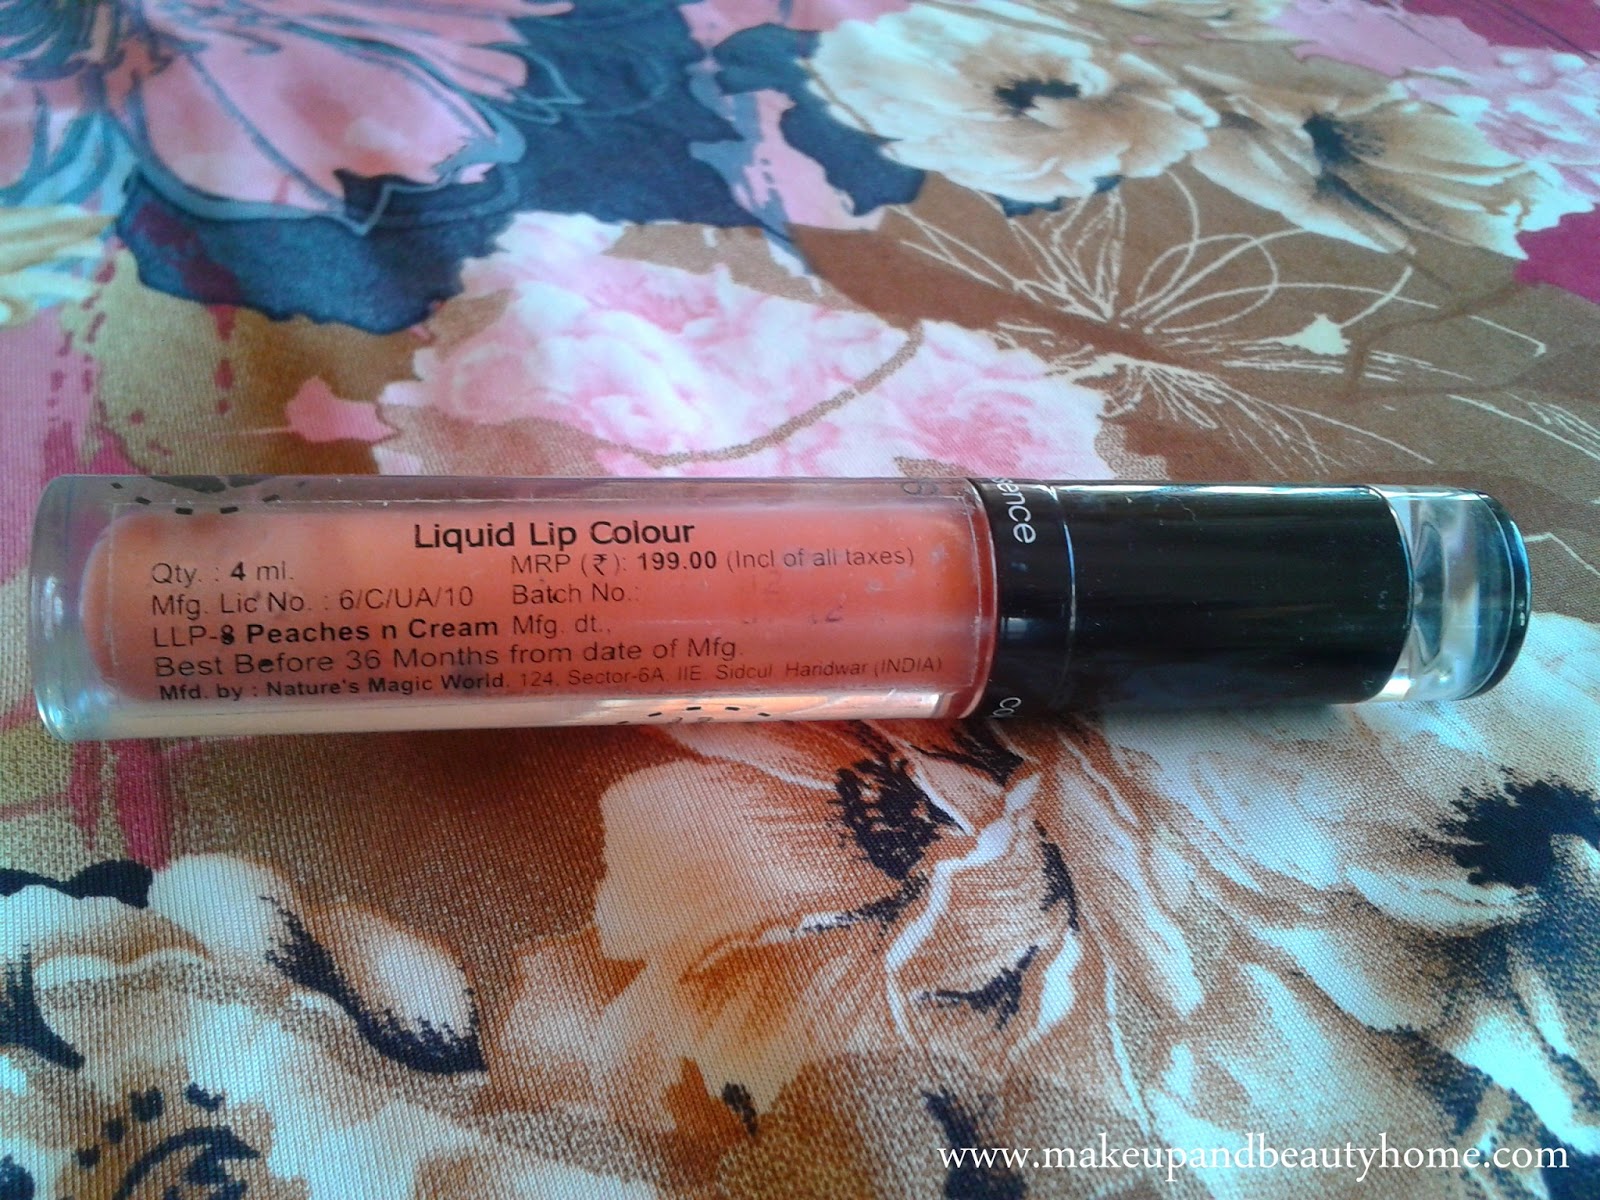 Liquid Lip Colour
Qty. : 4 ml. MRP (₹): 199.00 (Incl of all taxes)
Mfg. Lic No. : 6/C/UA/10 Batch No.:
LLP-8 Peaches n Cream Mfg. dt.,
Best Before 36 Months from date of Mfg.
Mfd. by : Nature's Magic World, 124, Sector-6A, IIE, Sidcul, Haridwar (INDIA)
www.makeupandbeautyhome.com